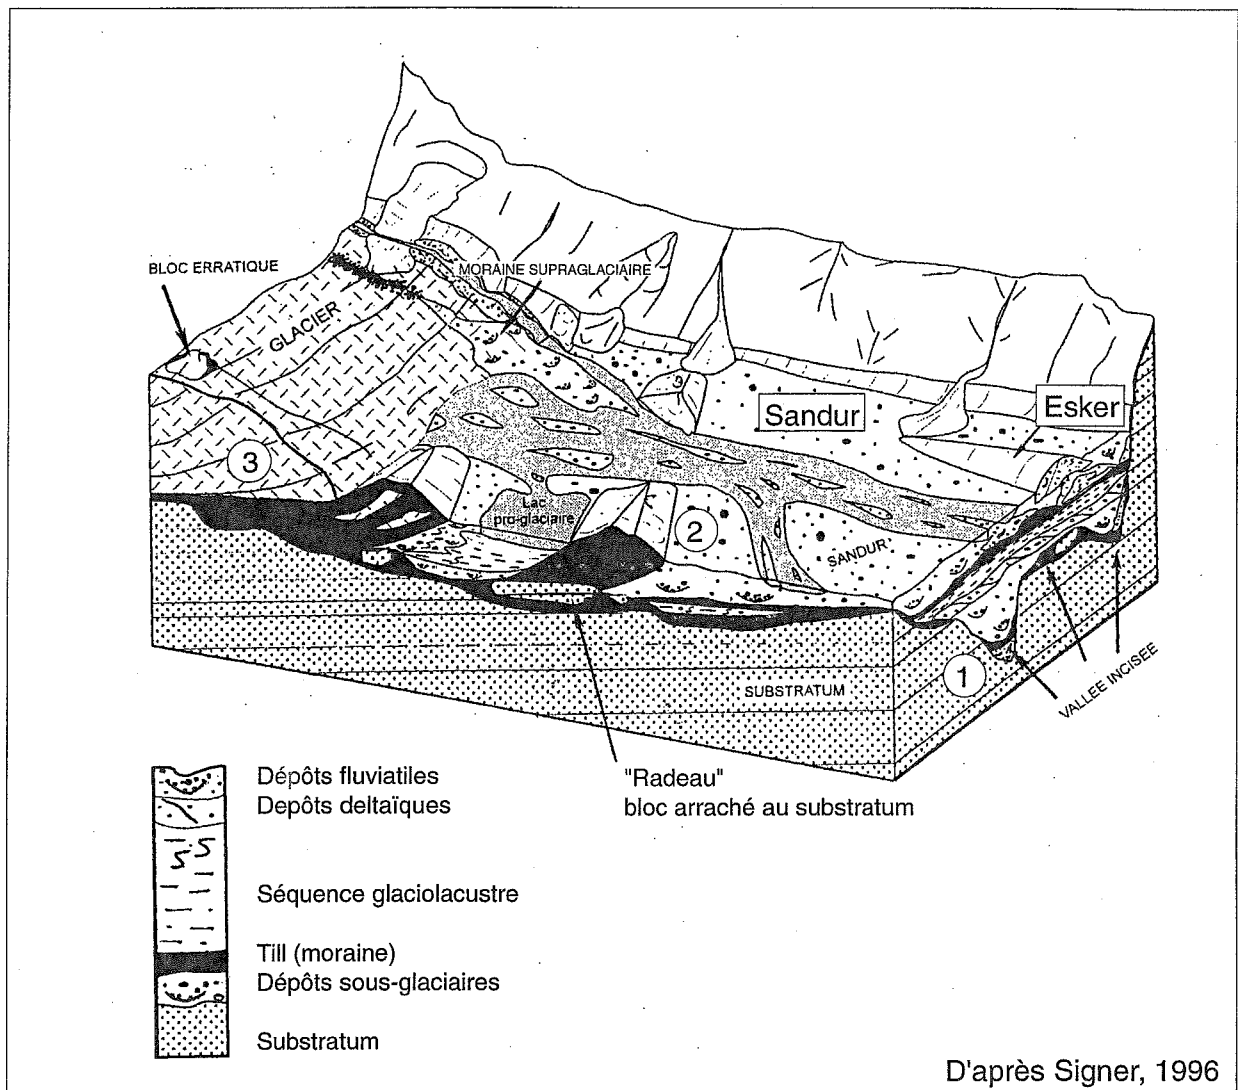 BLOC ERRATIQUE
MORAINE SUPRAGLACIAIRE
GLACIER
Sandur
Esker
3
Lac
pro-glaciaire
2
SANDUR
1
SUBSTRATUM
VALLEE INCISEE
"Radeau"
bloc arraché au substratum
Dépôts fluviatiles
Depôts deltaïques
Séquence glaciolacustre
Till (moraine)
Dépôts sous-glaciaires
Substratum
D'après Signer, 1996